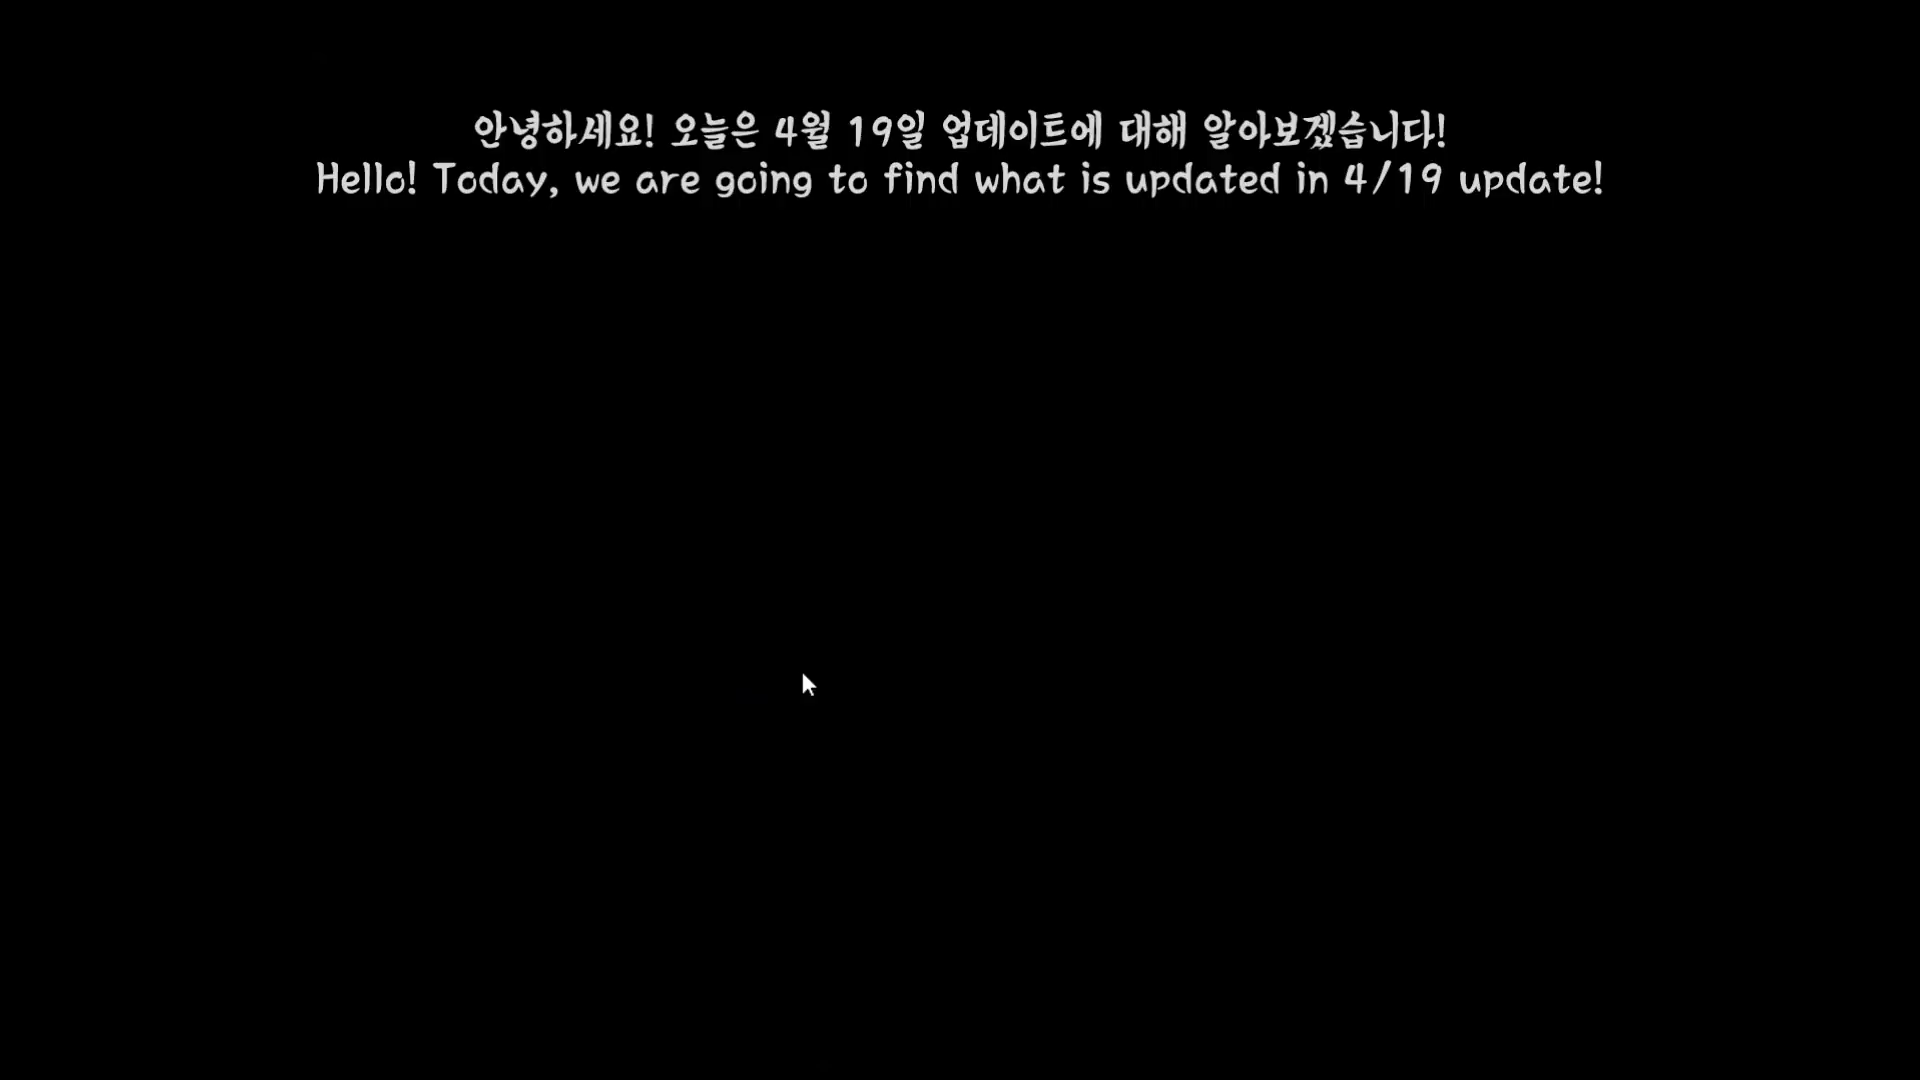 안녕하세요! 오늘은 4월 19일 업데이트에 대해 알아보겠습니다!
Hello! Today, we are going to find what is updated in 4/19 update!